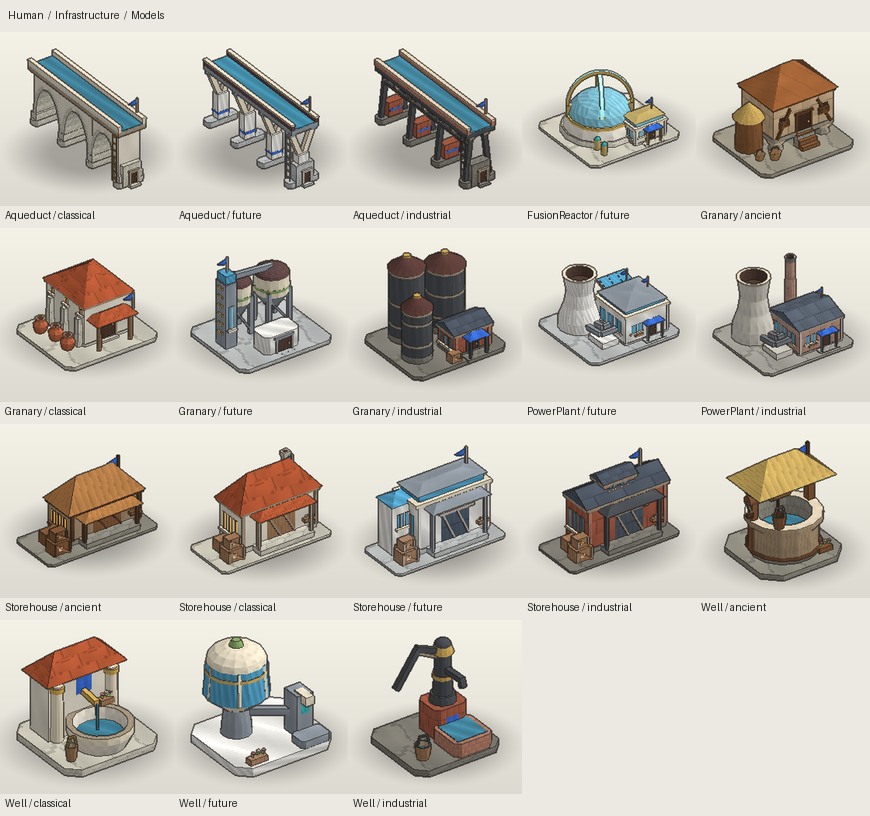 Human / Infrastructure / Models
Aqueduct / classical
Aqueduct / future
Aqueduct / industrial
FusionReactor / future
Granary / ancient
Granary / classical
Granary / future
Granary / industrial
PowerPlant / future
PowerPlant / industrial
Storehouse / ancient
Storehouse / classical
Storehouse / future
Storehouse / industrial
Well / ancient
Well / classical
Well / future
Well / industrial